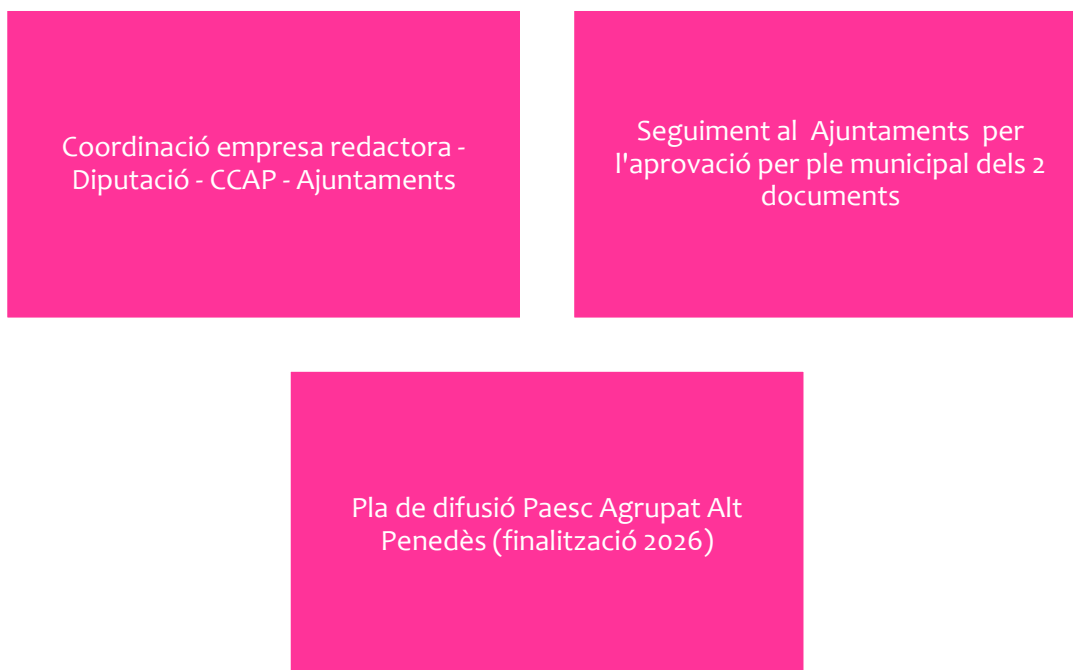 Coordinació empresa redactora -
Diputació - CCAP - Ajuntaments
Seguiment al  Ajuntaments  per
l'aprovació per ple municipal dels 2
documents
Pla de difusió Paesc Agrupat Alt
Penedès (finalització 2026)